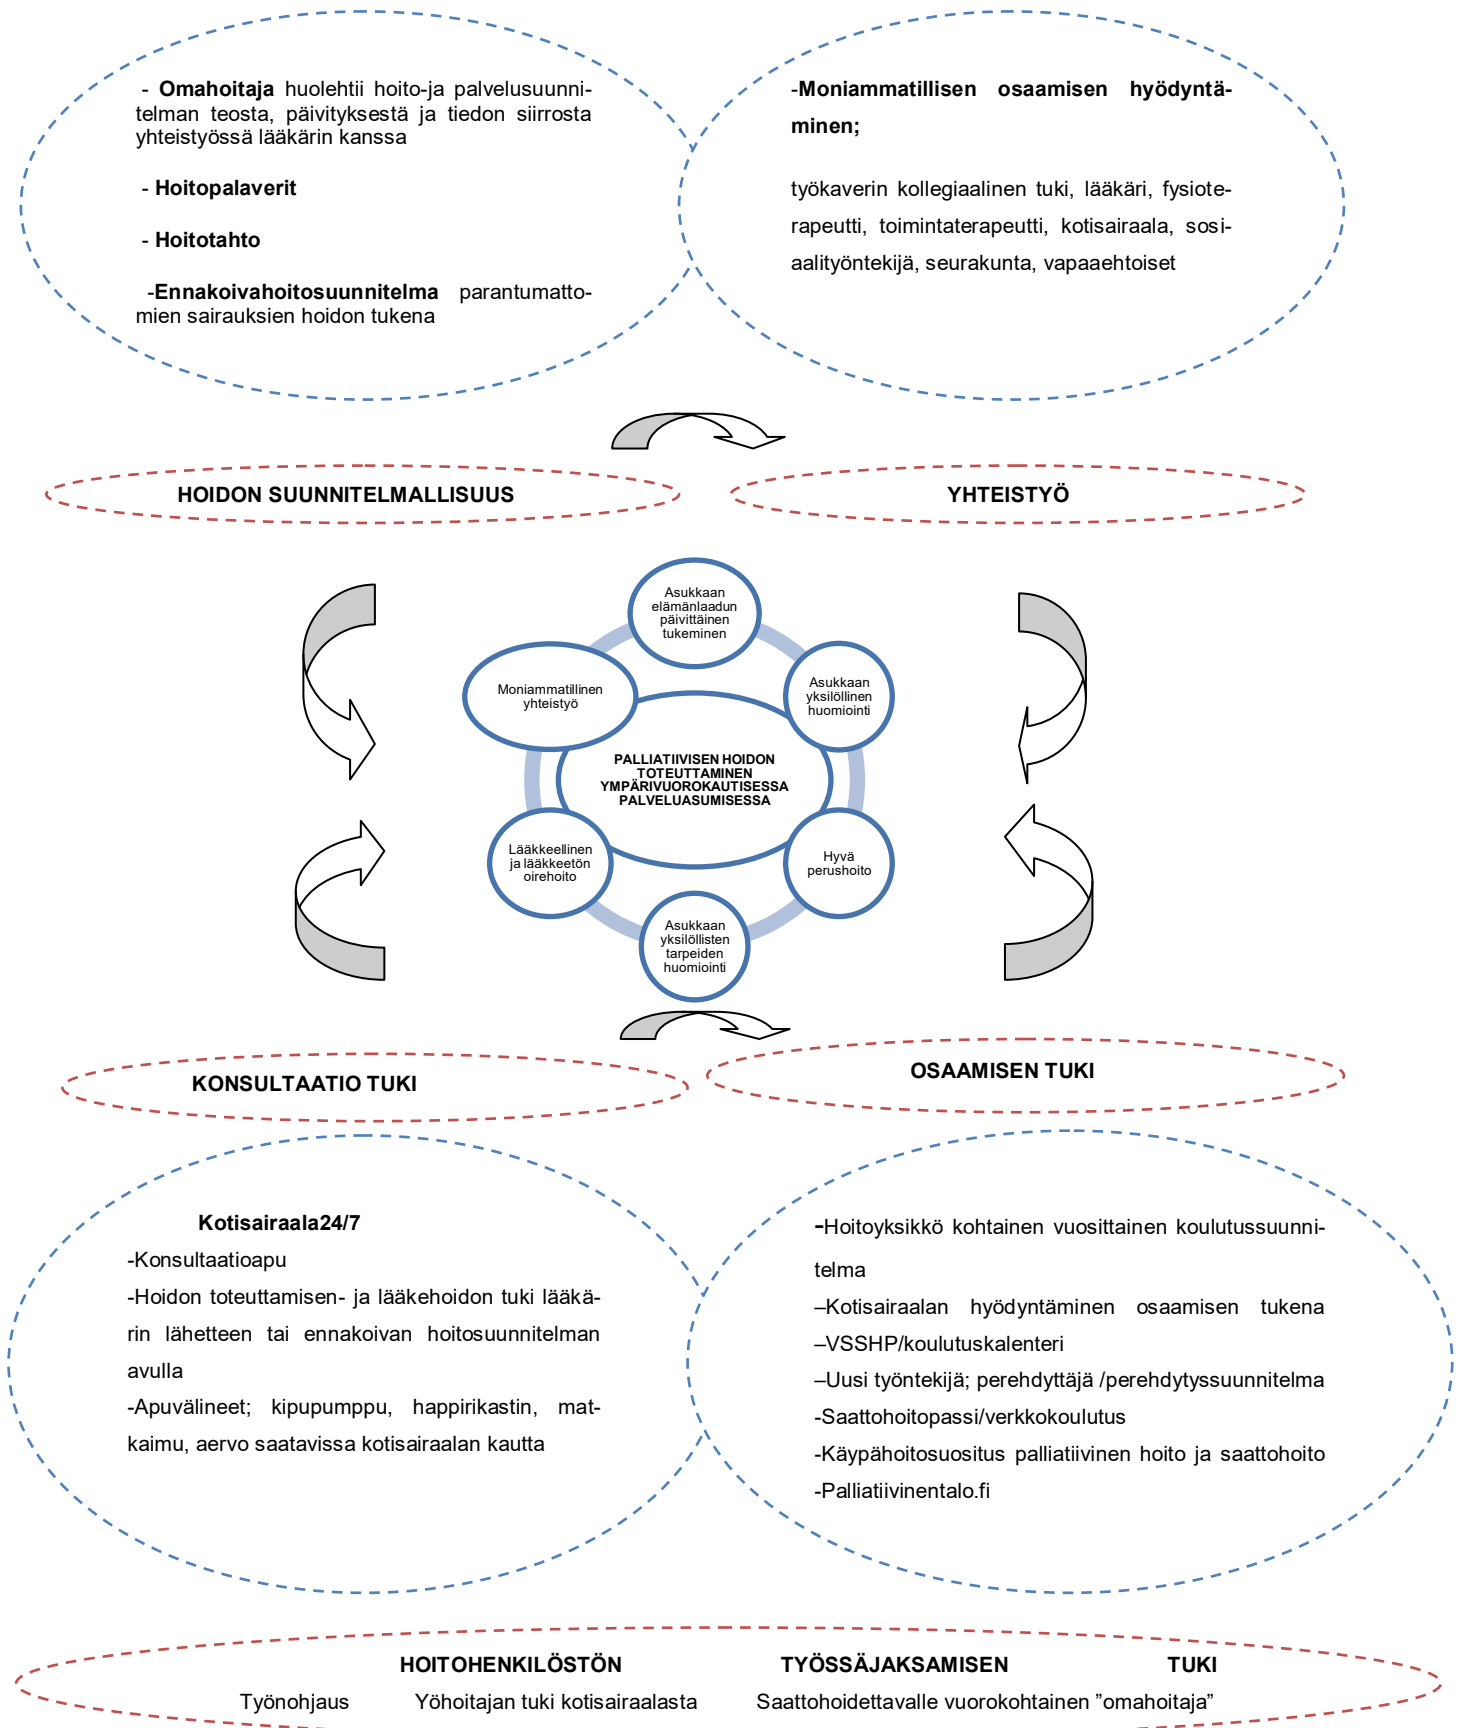 - Omahoitaja huolehtii hoito-ja palvelusuunni-
telman teosta, päivityksestä ja tiedon siirrosta
yhteistyössä lääkärin kanssa
- Hoitopalaverit
- Hoitotahto
-Ennakoivahoitosuunnitelma parantumatto-
mien sairauksien hoidon tukena
-Moniammatillisen osaamisen hyödyntä-
minen;
työkaverin kollegiaalinen tuki, lääkäri, fysiote-
rapeutti, toimintaterapeutti, kotisairaala, sosi-
aalityöntekijä, seurakunta, vapaaehtoiset
HOIDON SUUNNITELMALLISUUS
YHTEISTYÖ
Asukkaan
elämänlaadun
päivittäinen
tukeminen
Asukkaan
yksilöllinen
huomiointi
Moniammatillinen
yhteistyö
PALLIATIIVISEN HOIDON
TOTEUTTAMINEN
YMPÄRIVUOROKAUTISESSA
PALVELUASUMISESSA
Lääkkeellinen
ja lääkkeetön
oirehoito
Hyvä
perushoito
Asukkaan
yksilöllisten
tarpeiden
huomiointi
KONSULTAATIO TUKI
OSAAMISEN TUKI
Kotisairaala24/7
-Konsultaatioapu
-Hoidon toteuttamisen- ja lääkehoidon tuki lääkä-
rin lähetteen tai ennakoivan hoitosuunnitelman
avulla
-Apuvälineet; kipupumppu, happirikastin, mat-
kaimu, aervo saatavissa kotisairaalan kautta
-Hoitoyksikkö kohtainen vuosittainen koulutussuunni-
telma
–Kotisairaalan hyödyntäminen osaamisen tukena
–VSSHP/koulutuskalenteri
–Uusi työntekijä; perehdyttäjä /perehdytyssuunnitelma
-Saattohoitopassi/verkkokoulutus
-Käypähoitosuositus palliatiivinen hoito ja saattohoito
-Palliatiivinentalo.fi
HOITOHENKILÖSTÖN TYÖSSÄJAKSAMISEN TUKI
Työnohjaus Yöhoitajan tuki kotisairaalasta Saattohoidettavalle vuorokohtainen ”omahoitaja”